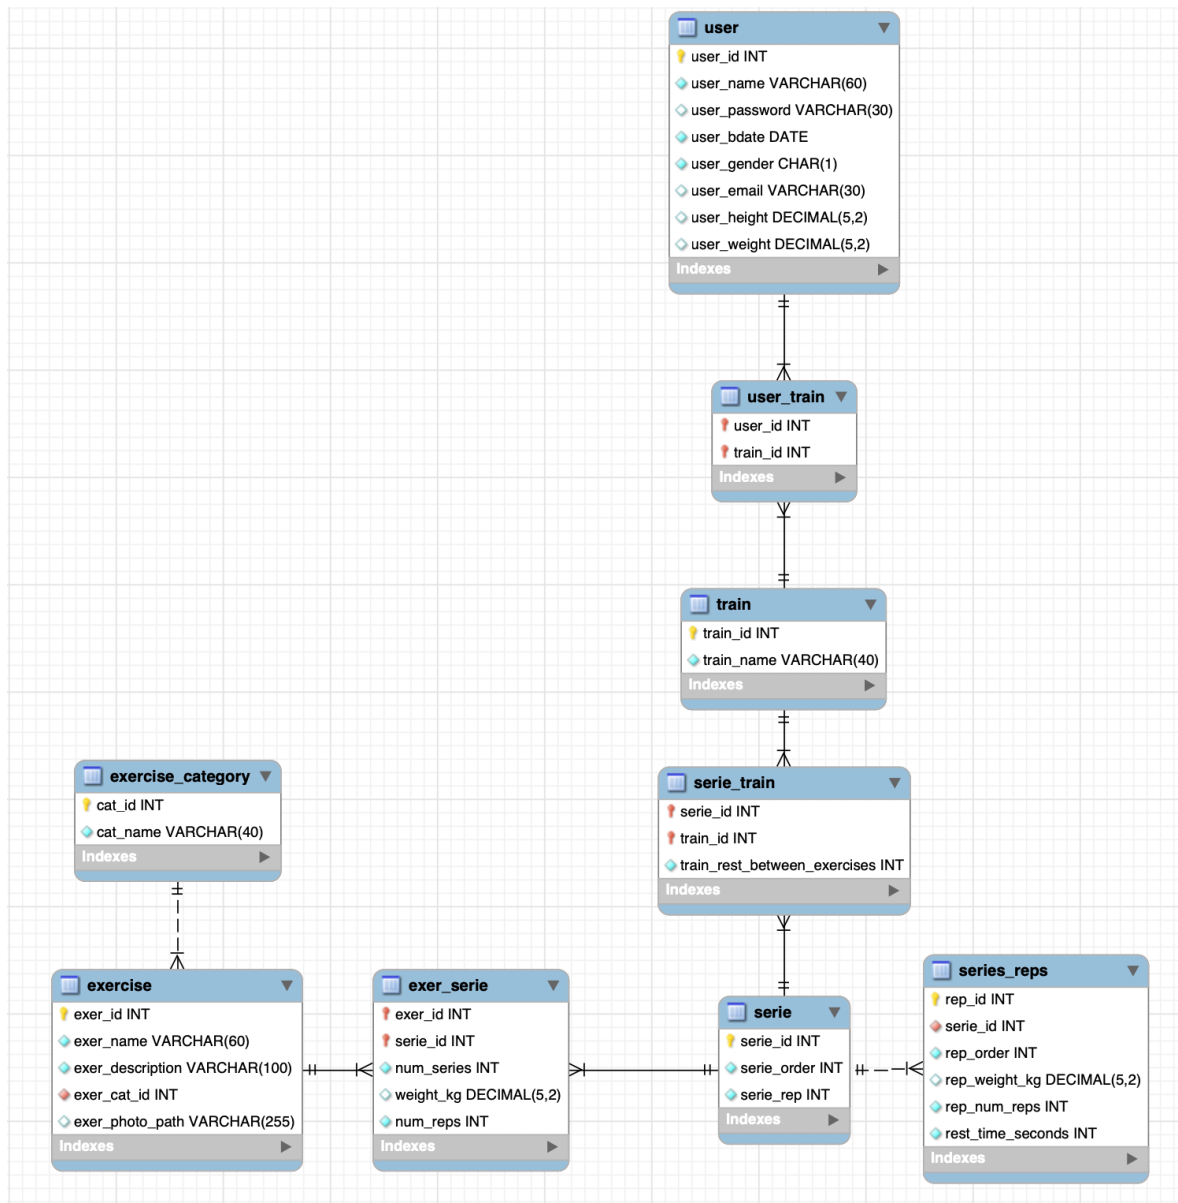 user
user_id INT
user_name VARCHAR(60)
user_password VARCHAR(30)
user_bdate DATE
user_gender CHAR(1)
user_email VARCHAR(30)
user_height DECIMAL(5,2)
user_weight DECIMAL(5,2)
Indexes
user_train
user_id INT
train_id INT
Indexes
train
train_id INT
train_name VARCHAR(40)
Indexes
exercise_category
cat_id INT
cat_name VARCHAR(40)
Indexes
serie_train
serie_id INT
train_id INT
train_rest_between_exercises INT
Indexes
exercise
exer_id INT
exer_name VARCHAR(60)
exer_description VARCHAR(100)
exer_cat_id INT
exer_photo_path VARCHAR(255)
Indexes
exer_serie
exer_id INT
serie_id INT
num_series INT
weight_kg DECIMAL(5,2)
num_reps INT
Indexes
serie
serie_id INT
serie_order INT
serie_rep INT
Indexes
series_reps
rep_id INT
serie_id INT
rep_order INT
rep_weight_kg DECIMAL(5,2)
rep_num_reps INT
rest_time_seconds INT
Indexes